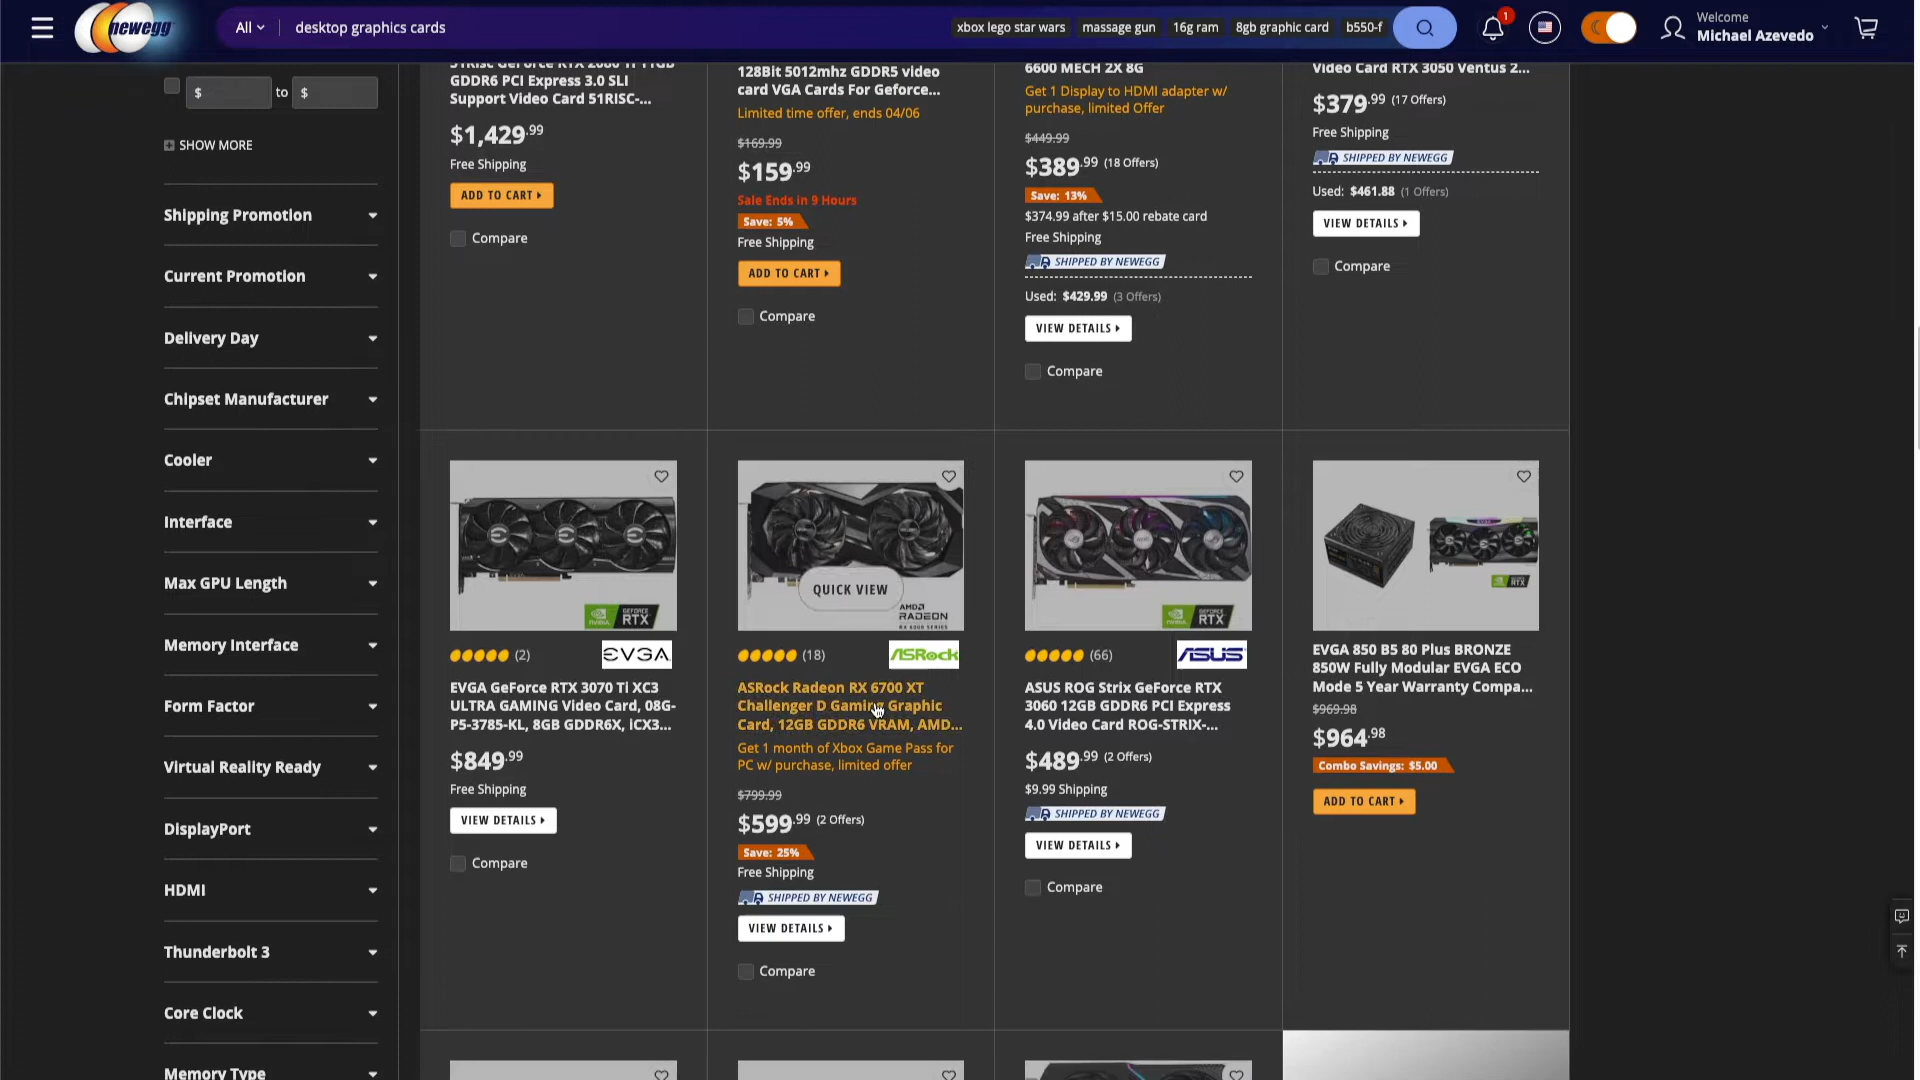 newegg
All
desktop graphics cards
xbox lego star wars
massage gun
16g ram
8gb graphic card
b550-f
1
Welcome
Michael Azevedo
$
to
$
SHOW MORE
Shipping Promotion
Current Promotion
Delivery Day
Chipset Manufacturer
Cooler
Interface
Max GPU Length
Memory Interface
Form Factor
Virtual Reality Ready
DisplayPort
HDMI
Thunderbolt 3
Core Clock
Memory Type
51Risc GeForce RTX 2080 Ti 11GB
GDDR6 PCI Express 3.0 SLI
Support Video Card 51RISC-...
$1,429.99
Free Shipping
ADD TO CART
Compare
128Bit 5012mhz GDDR5 video
card VGA Cards For Geforce...
Limited time offer, ends 04/06
$169.99
$159.99
Sale Ends in 9 Hours
Save: 5%
Free Shipping
ADD TO CART
Compare
6600 MECH 2X 8G
Get 1 Display to HDMI adapter w/
purchase, limited Offer
$449.99
$389.99 (18 Offers)
Save: 13%
$374.99 after $15.00 rebate card
Free Shipping
SHIPPED BY NEWEGG
Used: $429.99 (3 Offers)
VIEW DETAILS
Compare
Video Card RTX 3050 Ventus 2...
$379.99 (17 Offers)
Free Shipping
SHIPPED BY NEWEGG
Used: $461.88 (1 Offers)
VIEW DETAILS
Compare
GEFORCE
RTX
(2)
EVGA
EVGA GeForce RTX 3070 Ti XC3
ULTRA GAMING Video Card, 08G-
P5-3785-KL, 8GB GDDR6X, iCX3...
$849.99
Free Shipping
VIEW DETAILS
Compare
QUICK VIEW
AMD
RADEON
RX 6000 SERIES
(18)
ASRock
ASRock Radeon RX 6700 XT
Challenger D Gaming Graphic
Card, 12GB GDDR6 VRAM, AMD...
Get 1 month of Xbox Game Pass for
PC w/ purchase, limited offer
$799.99
$599.99 (2 Offers)
Save: 25%
Free Shipping
SHIPPED BY NEWEGG
VIEW DETAILS
Compare
GEFORCE
RTX
(66)
ASUS
ASUS ROG Strix GeForce RTX
3060 12GB GDDR6 PCI Express
4.0 Video Card ROG-STRIX-...
$489.99 (2 Offers)
$9.99 Shipping
SHIPPED BY NEWEGG
VIEW DETAILS
Compare
RTX
EVGA 850 B5 80 Plus BRONZE
850W Fully Modular EVGA ECO
Mode 5 Year Warranty Compa...
$969.98
$964.98
Combo Savings: $5.00
ADD TO CART